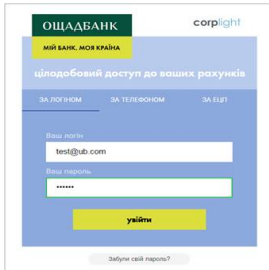 ОЩАДБАНК
corplight
МІЙ БАНК. МОЯ КРАЇНА
цілодобовий доступ до ваших рахунків
ЗА ЛОГІНОМ ЗА ТЕЛЕФОНОМ ЗА ЕЦП
Ваш логін
test@ub.com
Ваш пароль
••••••
увійти
Забули свій пароль?